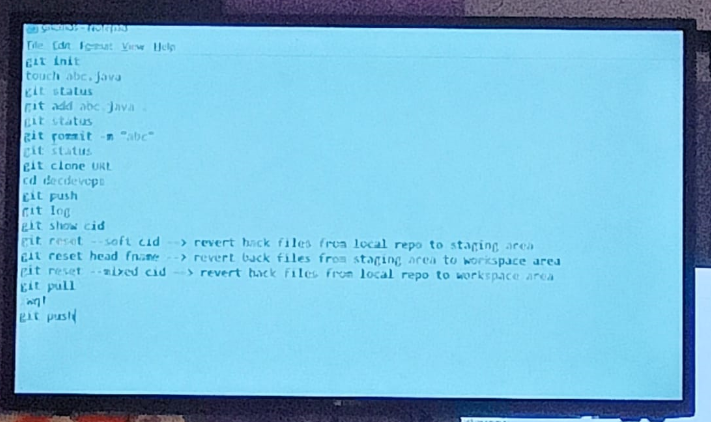 - Notepad
File Edit Format View Help
git init
touch abc.java
git status
git add abc.java .
git status
git commit -m "abc"
git status
git clone URL
cd decdevops
git push
git log
git show cid
git reset --soft cid --> revert back files from local repo to staging area
git reset head fname --> revert back files from staging area to workspace area
git reset --mixed cid --> revert back files from local repo to workspace area
git pull
:wq!
git push